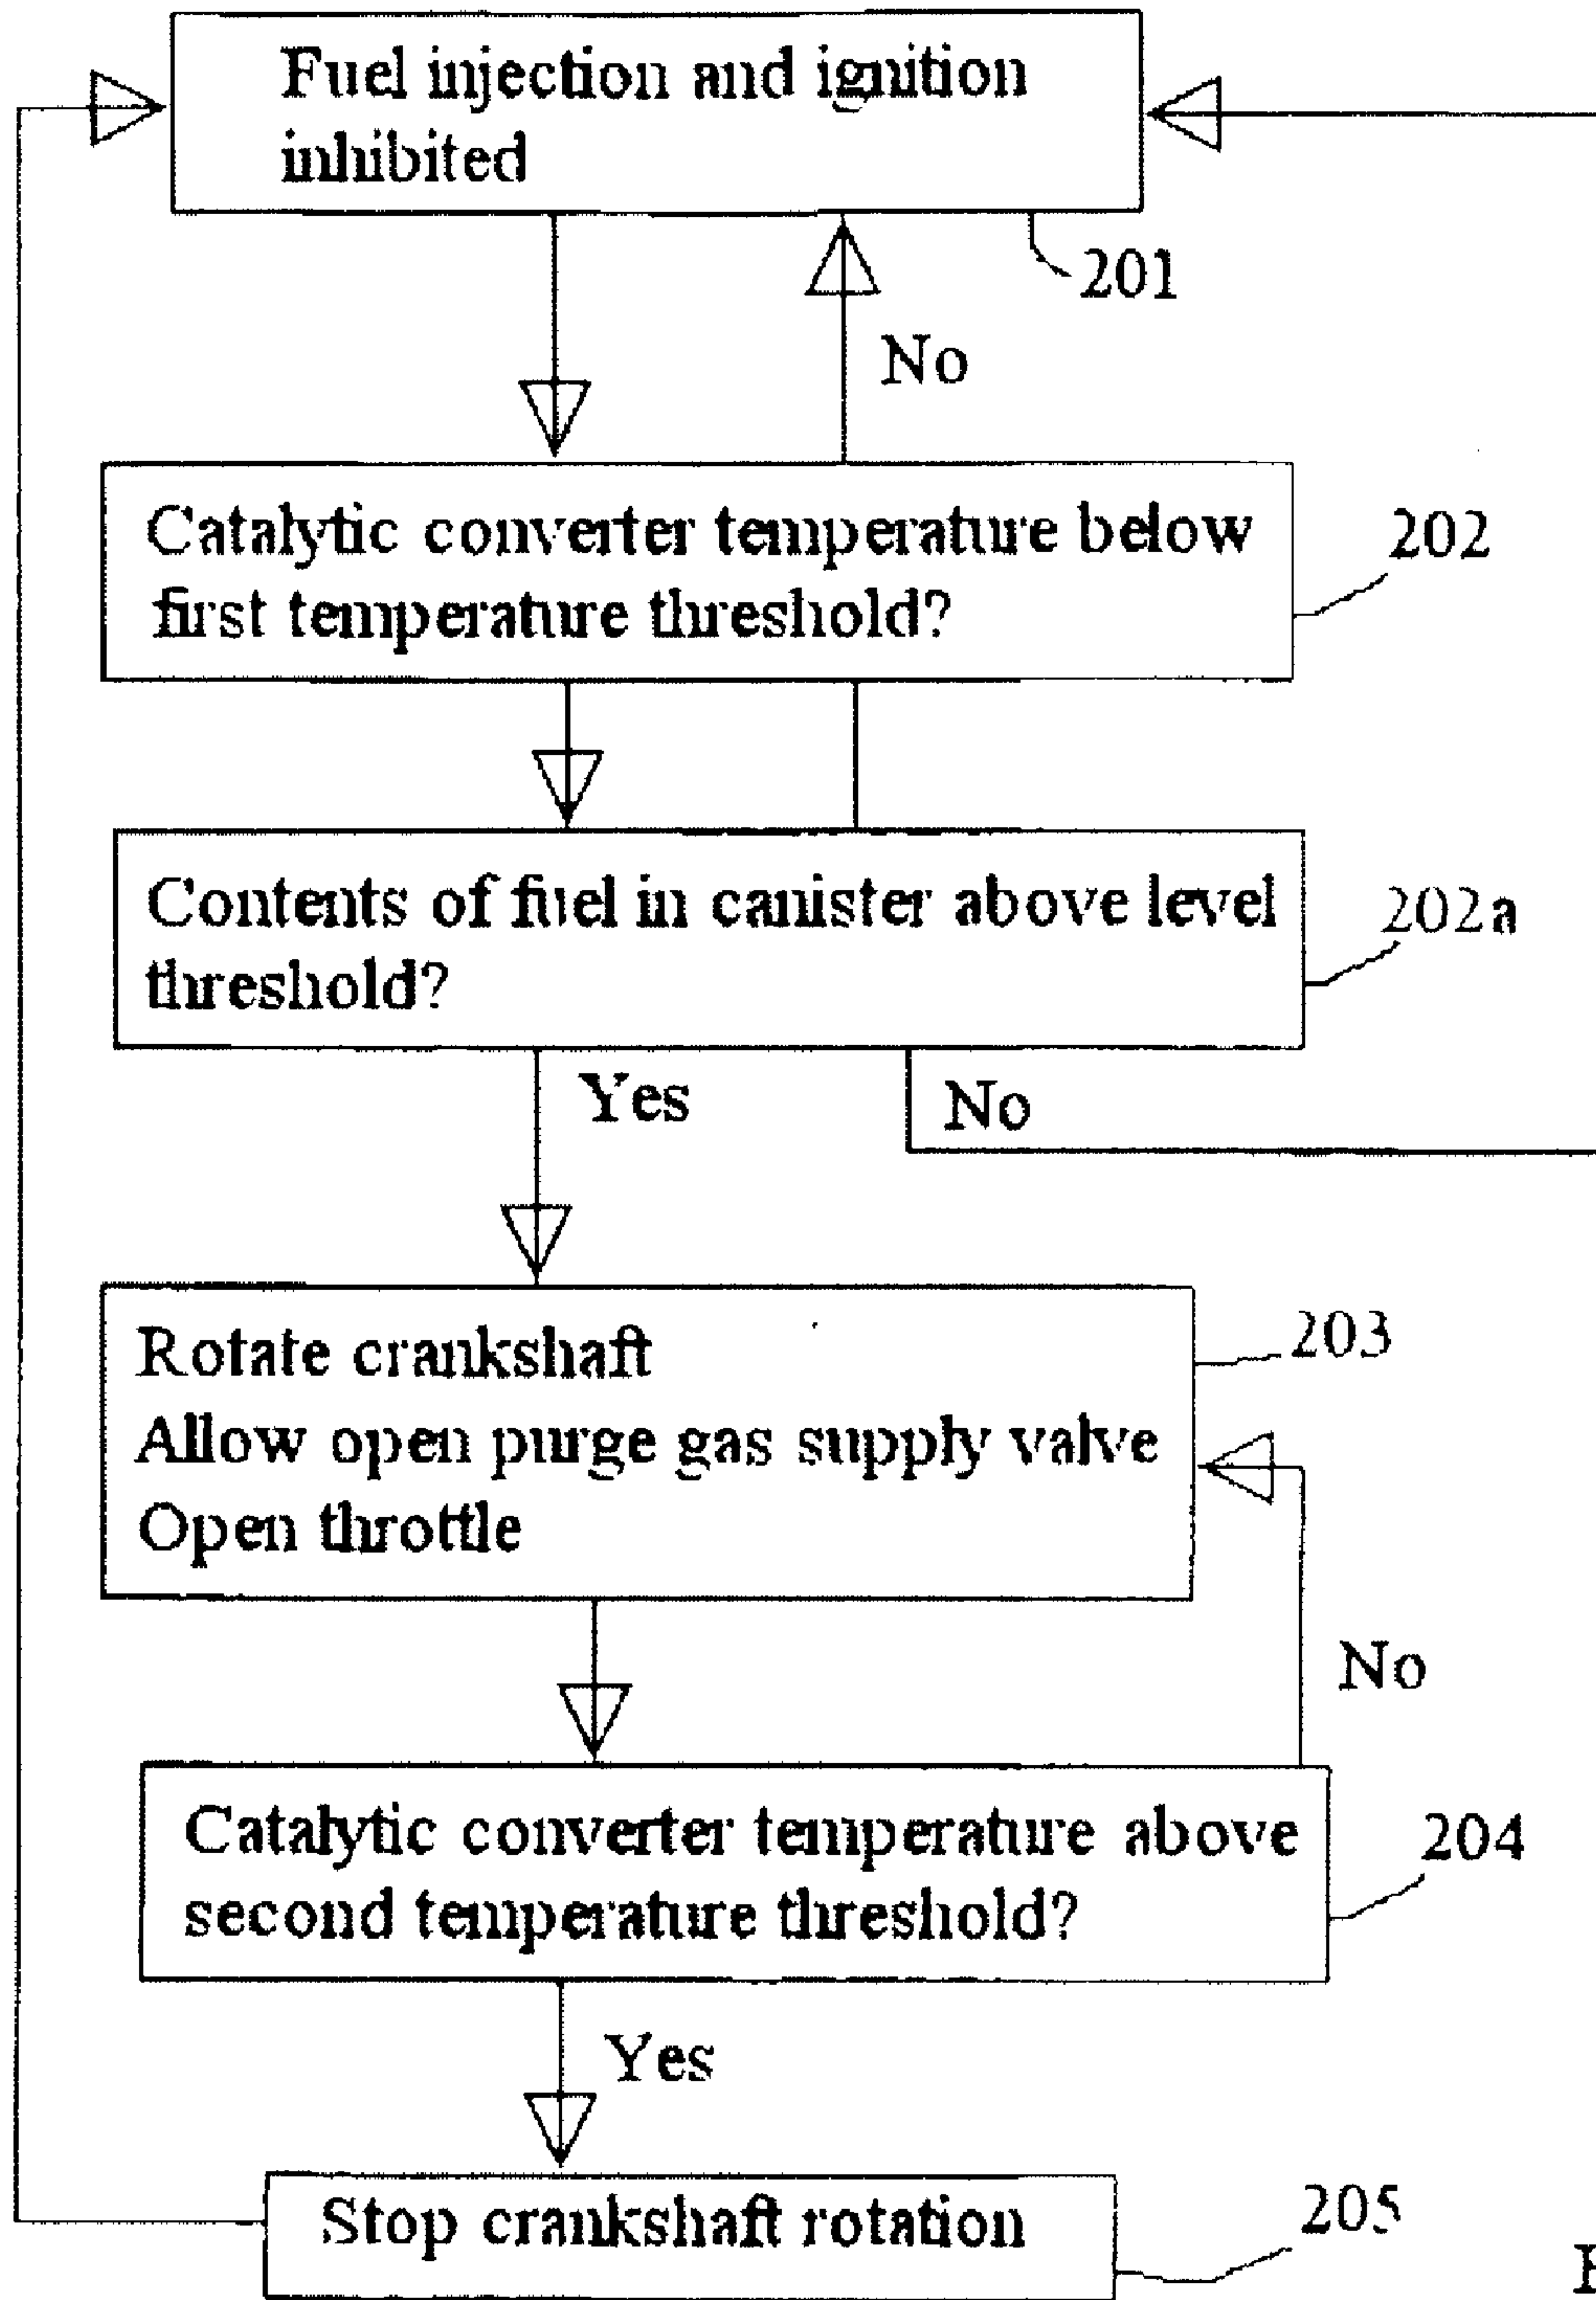 Fuel injection and ignition
inhibited
201
No
Catalytic converter temperature below
first temperature threshold?
202
Contents of fuel in canister above level
threshold?
202a
Yes
No
Rotate crankshaft
Allow open purge gas supply valve
Open throttle
203
No
Catalytic converter temperature above
second temperature threshold?
204
Yes
Stop crankshaft rotation
205